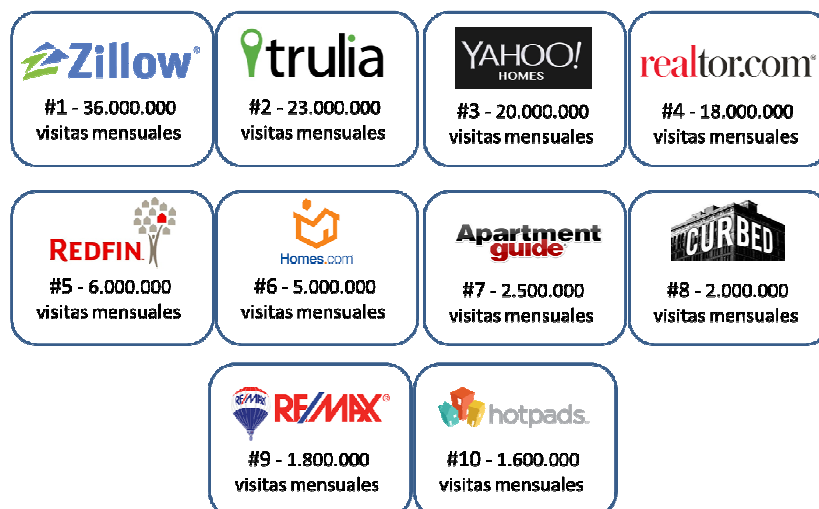 Zillow®
#1 - 36.000.000
visitas mensuales
trulia
#2 - 23.000.000
visitas mensuales
YAHOO!
HOMES
#3 - 20.000.000
visitas mensuales
realtor.com®
#4 - 18.000.000
visitas mensuales
REDFIN
#5 - 6.000.000
visitas mensuales
Homes.com
#6 - 5.000.000
visitas mensuales
Apartment
guide
#7 - 2.500.000
visitas mensuales
CURBED
#8 - 2.000.000
visitas mensuales
RE/MAX
RE/MAX®
#9 - 1.800.000
visitas mensuales
hotpads
#10 - 1.600.000
visitas mensuales